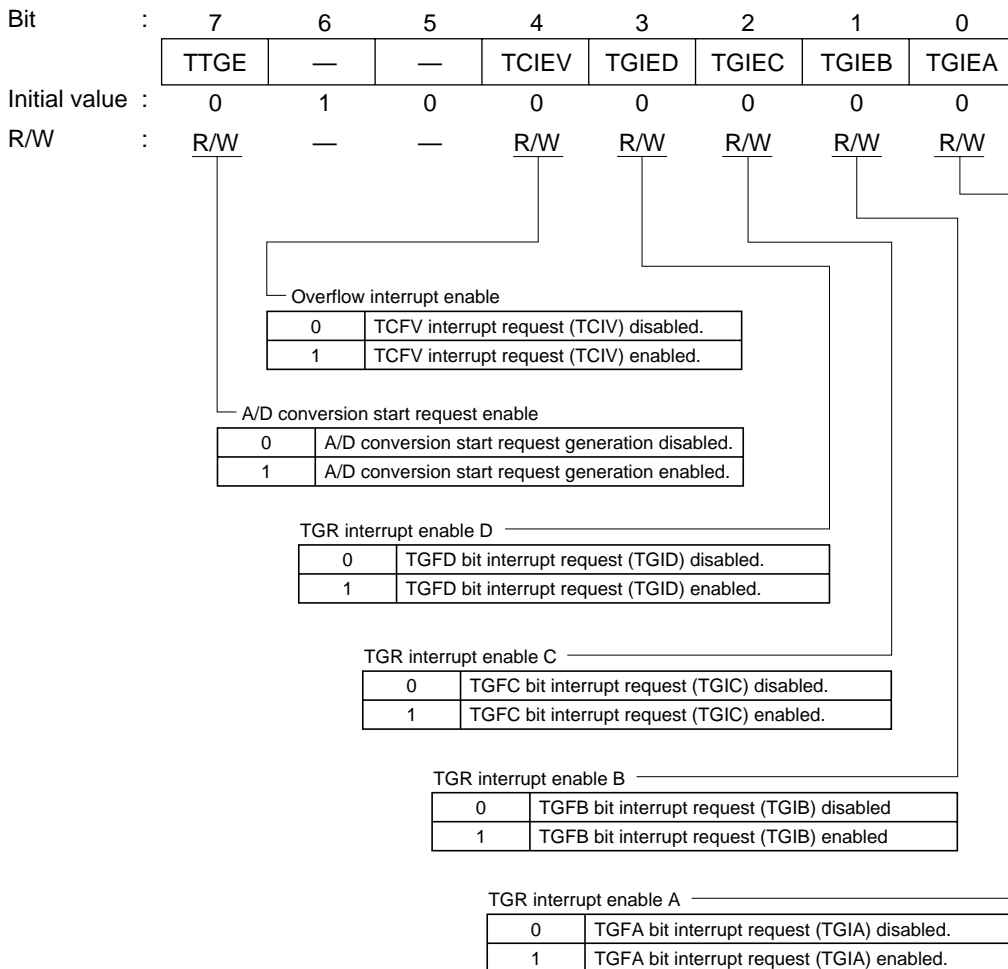 Bit : 7 6 5 4 3 2 1 0
TTGE — — TCIEV TGIED TGIEC TGIEB TGIEA
Initial value : 0 1 0 0 0 0 0 0
R/W : R/W — — R/W R/W R/W R/W R/W
Overflow interrupt enable
0 TCFV interrupt request (TCIV) disabled.
1 TCFV interrupt request (TCIV) enabled.
A/D conversion start request enable
0 A/D conversion start request generation disabled.
1 A/D conversion start request generation enabled.
TGR interrupt enable D
0 TGFD bit interrupt request (TGID) disabled.
1 TGFD bit interrupt request (TGID) enabled.
TGR interrupt enable C
0 TGFC bit interrupt request (TGIC) disabled.
1 TGFC bit interrupt request (TGIC) enabled.
TGR interrupt enable B
0 TGFB bit interrupt request (TGIB) disabled
1 TGFB bit interrupt request (TGIB) enabled
TGR interrupt enable A
0 TGFA bit interrupt request (TGIA) disabled.
1 TGFA bit interrupt request (TGIA) enabled.